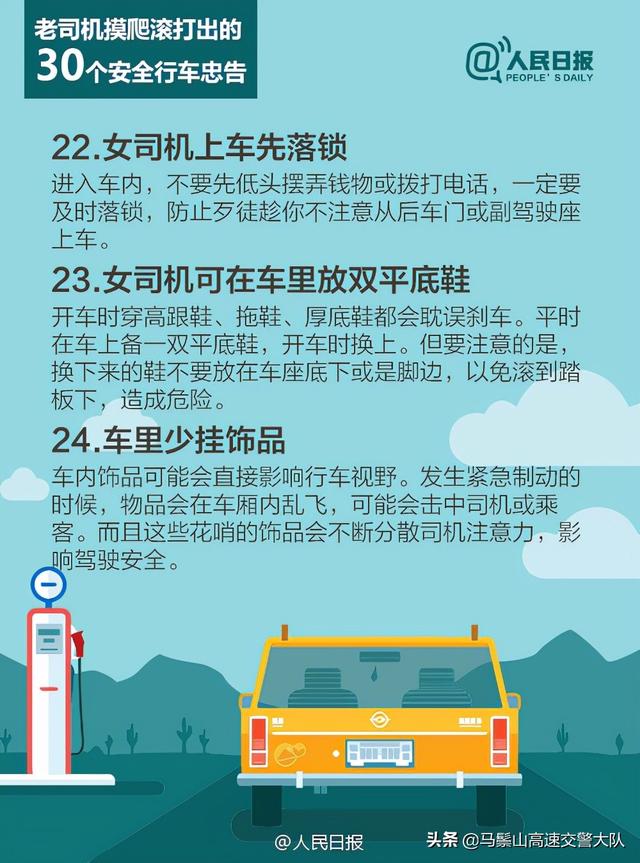 老司机摸爬滚打出的
30个安全行车忠告
@人民日报
PEOPLE'S DAILY
22.女司机上车先落锁
进入车内，不要先低头摆弄钱物或拨打电话，一定要
及时落锁，防止歹徒趁你不注意从后车门或副驾驶座
上车。
23.女司机可在车里放双平底鞋
开车时穿高跟鞋、拖鞋、厚底鞋都会耽误刹车。平时
在车上备一双平底鞋，开车时换上。但要注意的是，
换下来的鞋不要放在车座底下或是脚边，以免滚到踏
板下，造成危险。
24.车里少挂饰品
车内饰品可能会直接影响行车视野。发生紧急制动的
时候，物品会在车厢内乱飞，可能会击中司机或乘
客。而且这些花哨的饰品会不断分散司机注意力，影
响驾驶安全。
@人民日报
头条 @马鬃山高速交警大队